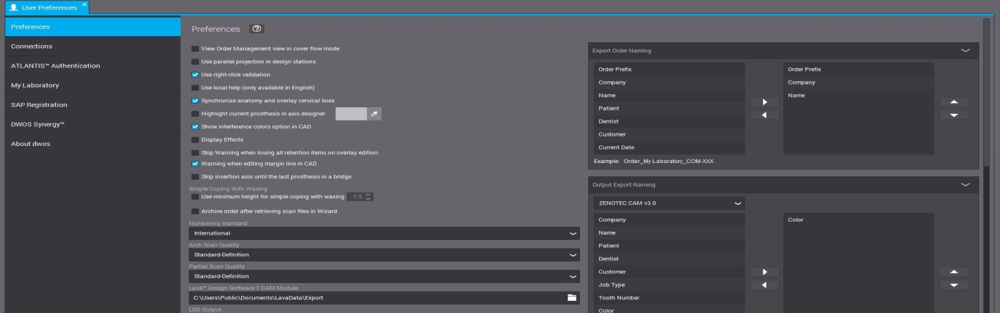 User Preferences
Preferences
Connections
ATLANTIS™ Authentication
My Laboratory
SAP Registration
DWOS Synergy™
About dwos
Preferences
View Order Management view in cover flow mode
Use parallel projection in design stations
Use right-click validation
Use local help (only available in English)
Synchronize anatomy and overlay cervical lines
Highlight current prosthesis in axis designer
Show interference colors option in CAD
Display Effects
Skip Warning when losing all retention items on overlay edition.
Warning when editing margin line in CAD
Skip insertion axis until the last prosthesis in a bridge.
Simple Coping With Waxing
Use minimum height for simple coping with waxing 1.5
Archive order after retrieving scan files in Wizard
Numbering standard
International
Arch Scan Quality
Standard-Definition
Partial Scan Quality
Standard-Definition
Lava™ Design Software 7 CAM Module
C:\Users\Public\Documents\LavaData\Export
LGD Output
Export Order Naming
Order Prefix
Company
Name
Patient
Dentist
Customer
Current Date
Order Prefix
Company
Name
Example: Order_My Laboratory_COM-XXX
Output Export Naming
ZENOTEC CAM v3.0
Company
Name
Patient
Dentist
Customer
Job Type
Tooth Number
Color
Color